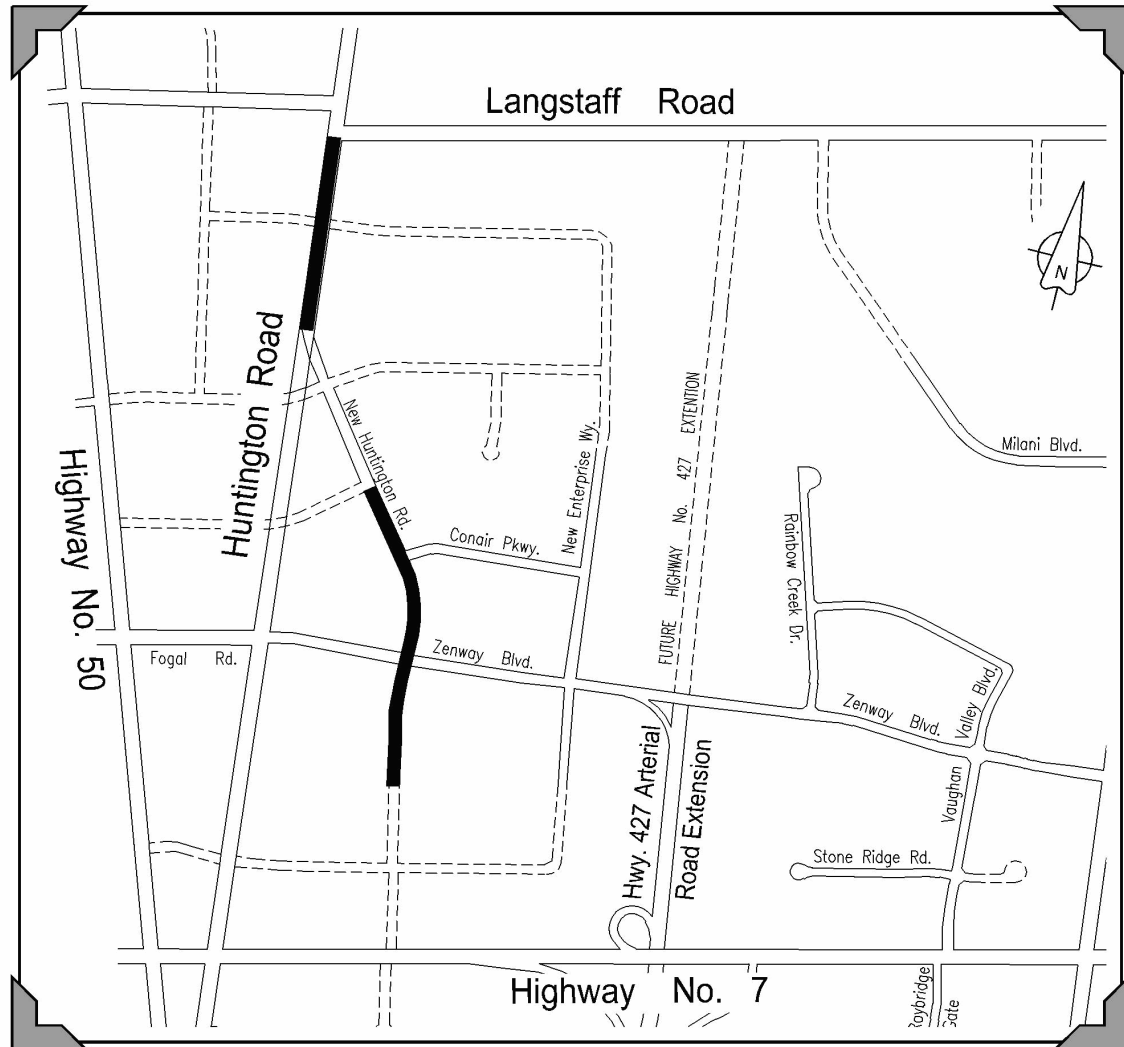 Langstaff Road
N
Huntington Road
New Huntington Rd.
FUTURE HIGHWAY No. 427 EXTENTION
New Enterprise Wy.
Milani Blvd.
Highway No. 50
Conair Pkwy.
Rainbow Creek Dr.
Fogal Rd.
Zenway Blvd.
Zenway Blvd.
Valley Blvd.
Vaughan
Hwy. 427 Arterial
Road Extension
Stone Ridge Rd.
Highway No. 7
Roybridge
Gate